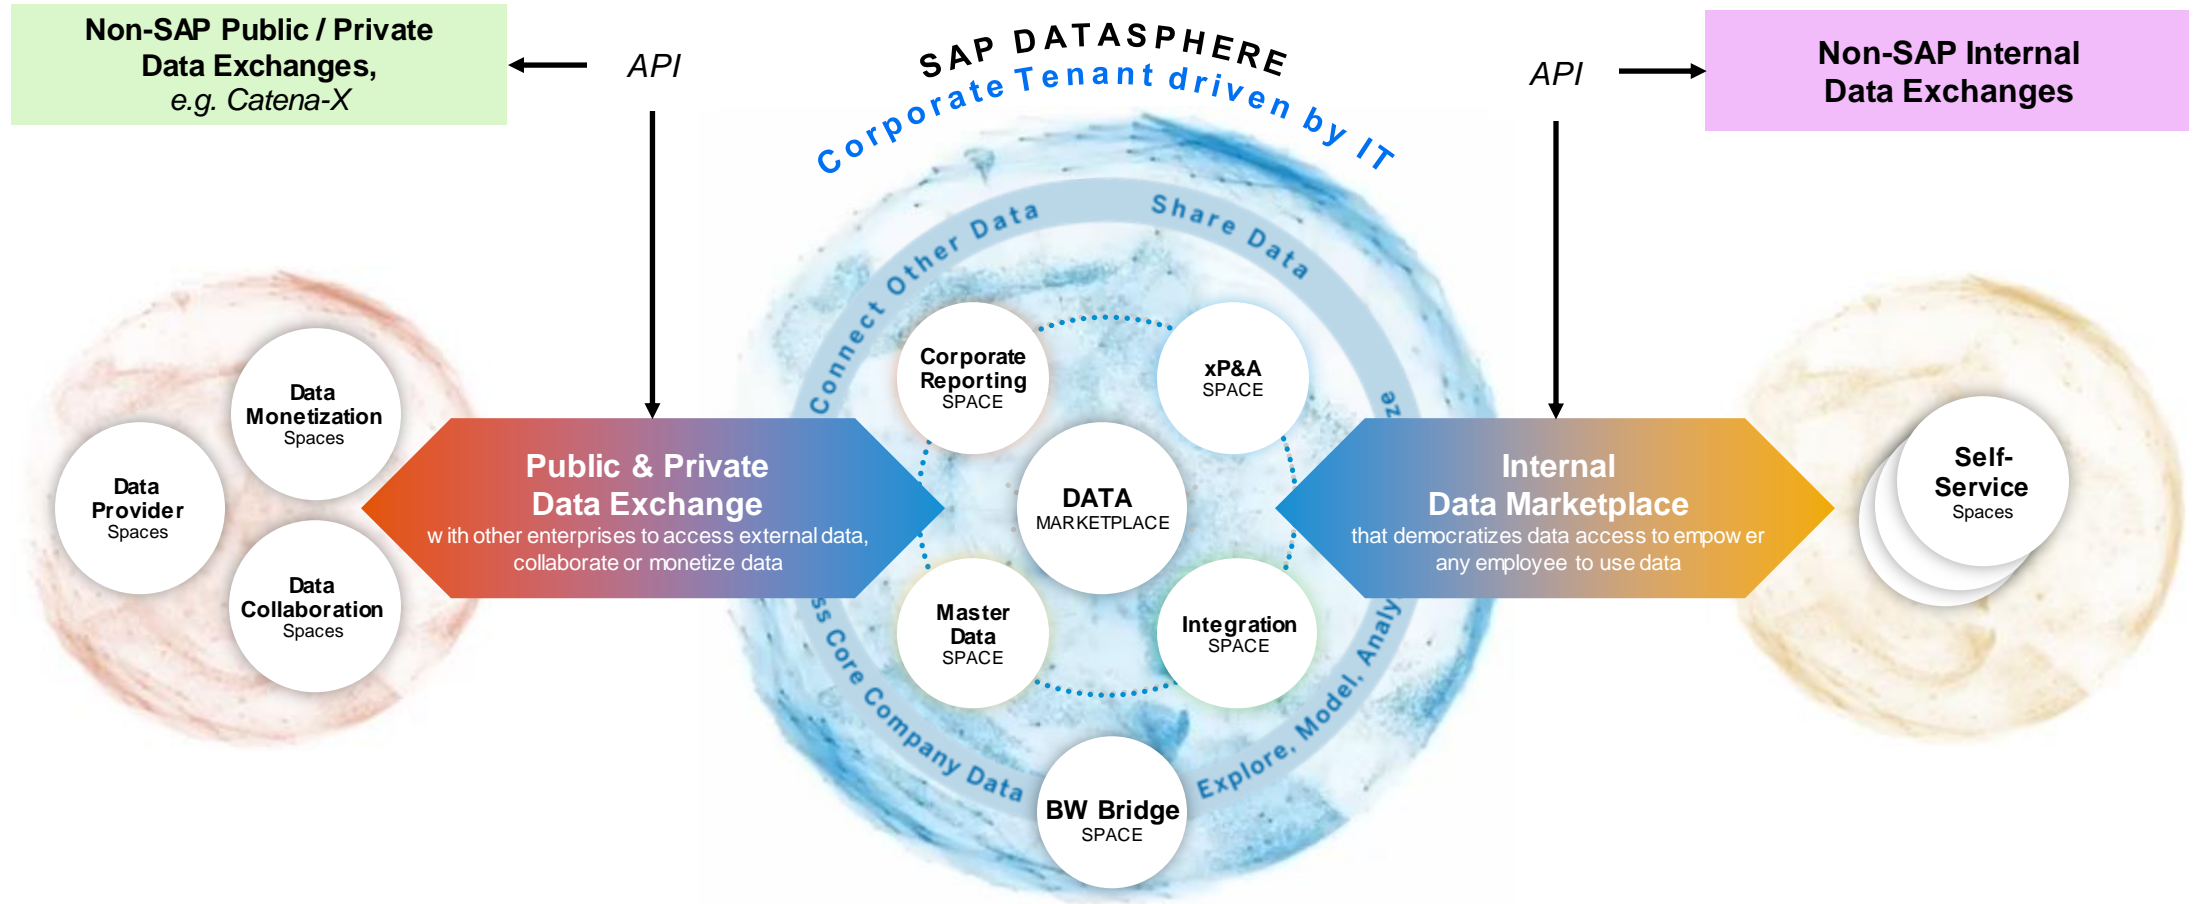 Non-SAP Public / Private
Data Exchanges,
e.g. Catena-X
API
SAP DATASPHERE
Corporate Tenant driven by IT
API
Non-SAP Internal
Data Exchanges
Connect Other Data
Share Data
Corporate
Reporting
SPACE
xP&A
SPACE
Data
Monetization
Spaces
Data
Provider
Spaces
Data
Collaboration
Spaces
Public & Private
Data Exchange
with other enterprises to access external data,
collaborate or monetize data
DATA
MARKETPLACE
Internal
Data Marketplace
that democratizes data access to empower
any employee to use data
Self-
Service
Spaces
Master
Data
SPACE
Integration
SPACE
ss Core Company Data
Explore, Model, Analy
ze
BW Bridge
SPACE